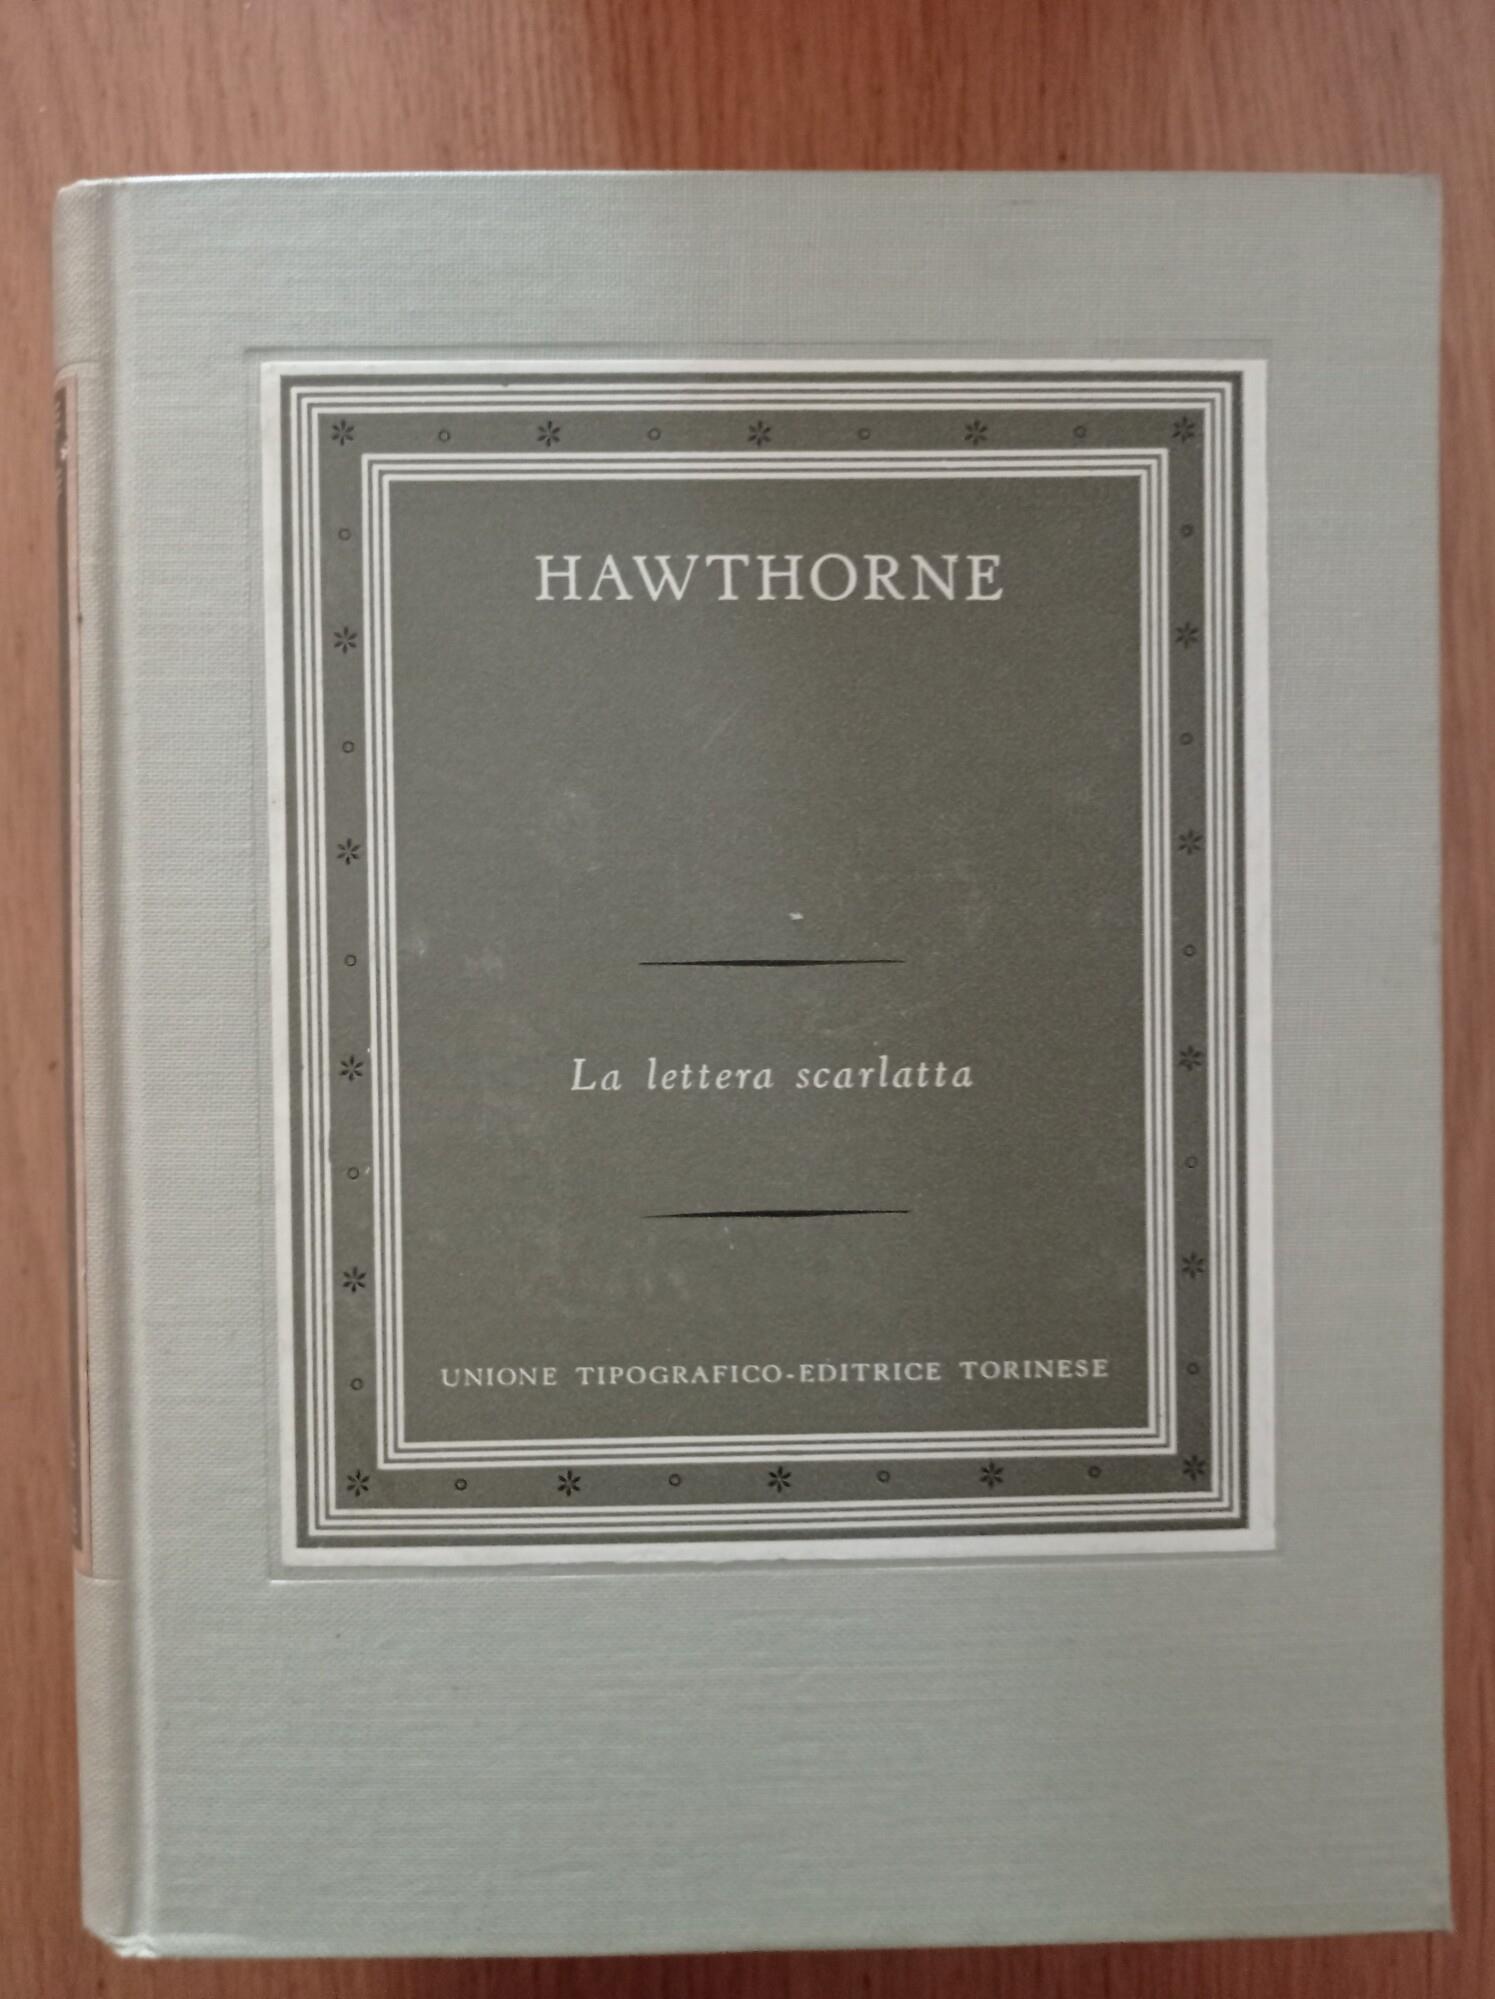 HAWTHORNE
La lettera scarlatta
UNIONE TIPOGRAFICO-EDITRICE TORINESE